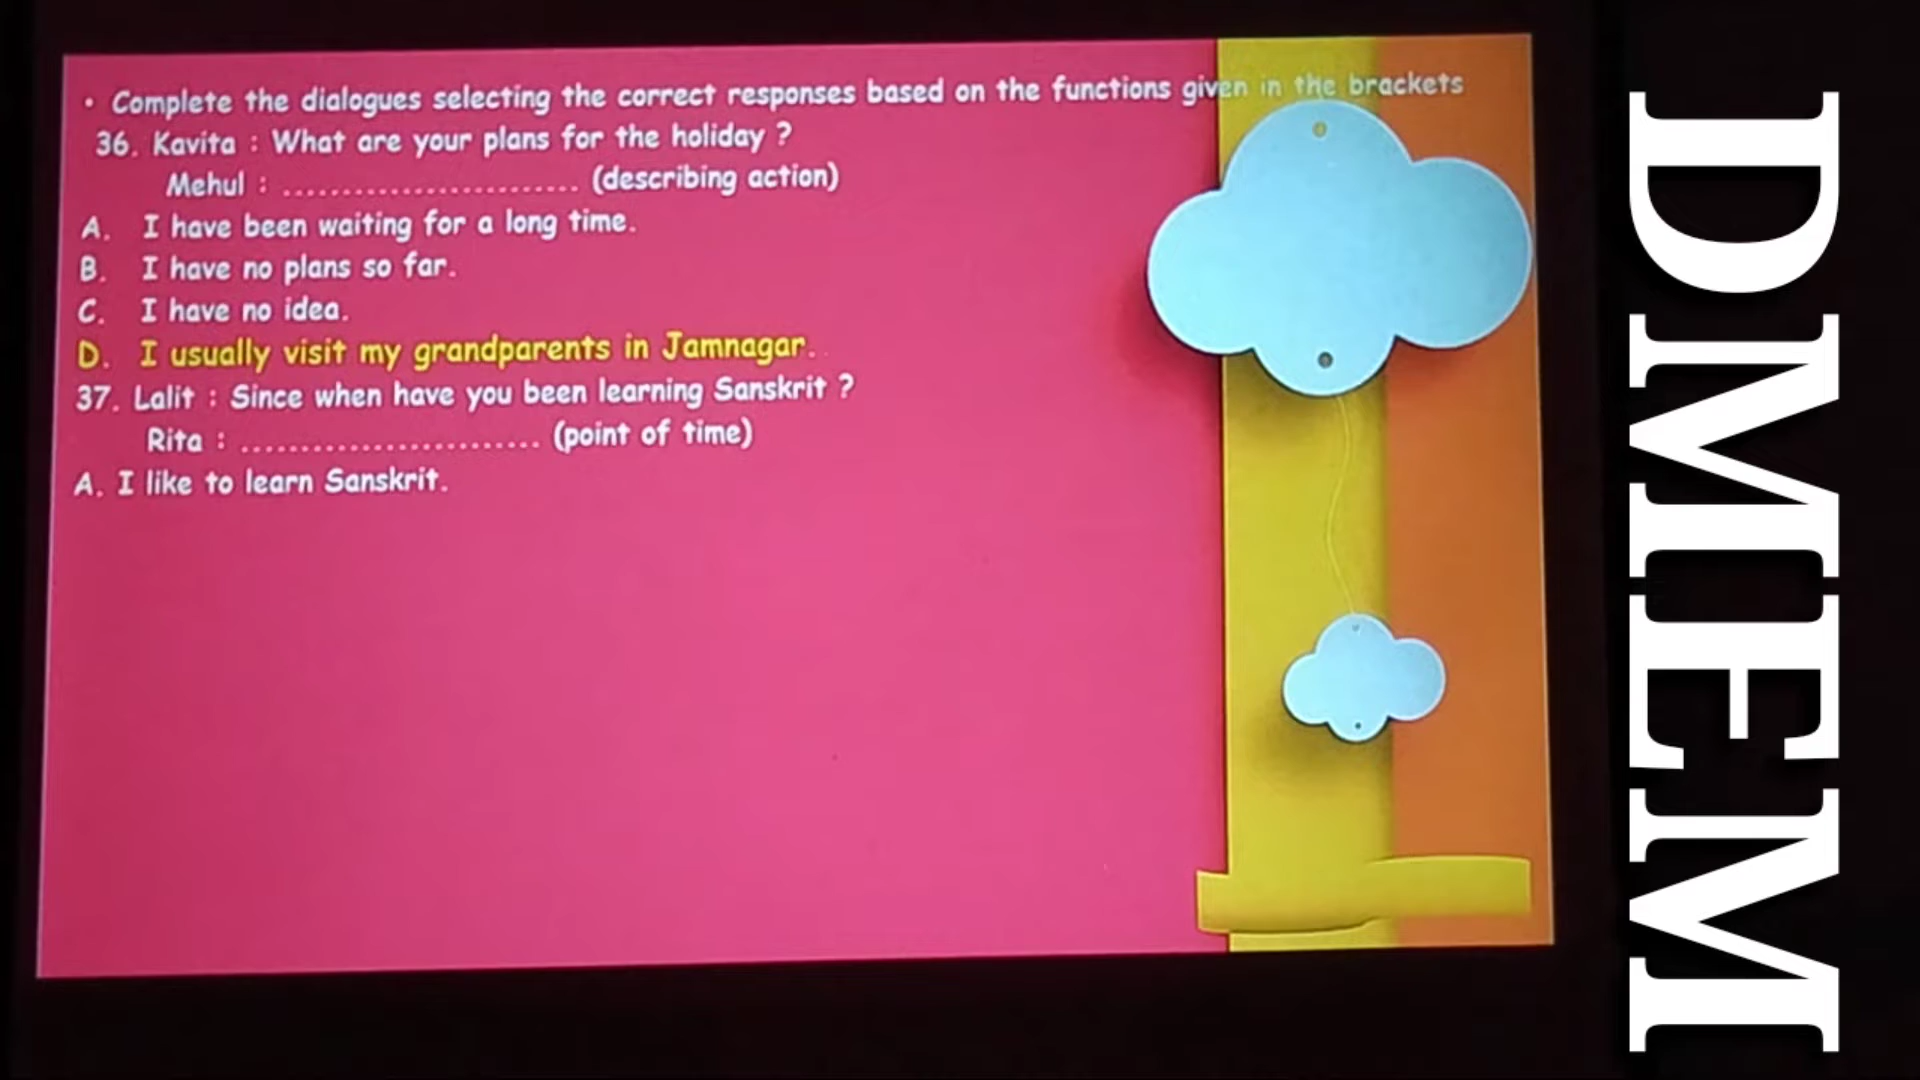 • Complete the dialogues selecting the correct responses based on the functions given in the brackets
36. Kavita : What are your plans for the holiday ?
Mehul : ......................... (describing action)
A. I have been waiting for a long time.
B. I have no plans so far.
C. I have no idea.
D. I usually visit my grandparents in Jamnagar.
37. Lalit : Since when have you been learning Sanskrit ?
Rita : ......................... (point of time)
A. I like to learn Sanskrit.
DMIEM